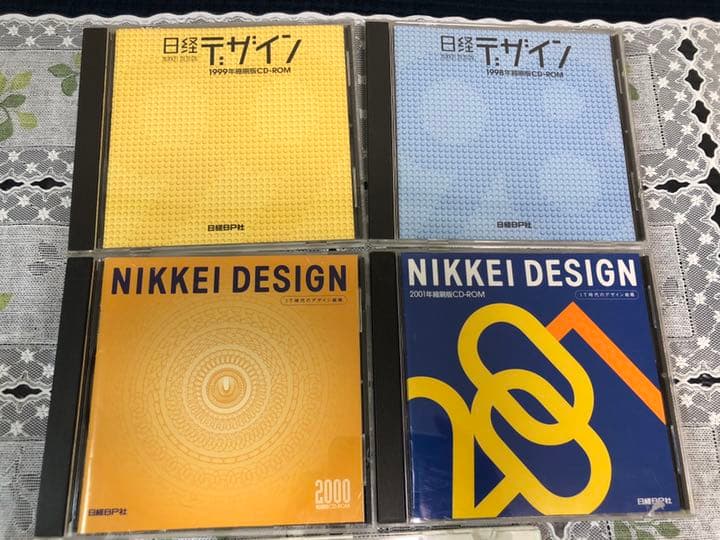 日経デザイン
NIKKEI DESIGN
1999年縮刷版CD-ROM
日経BP社
日経デザイン
NIKKEI DESIGN
1998年縮刷版CD-ROM
日経BP社
NIKKEI DESIGN
IT時代のデザイン戦略
2000
縮刷版CD-ROM
日経BP社
NIKKEI DESIGN
2001年縮刷版CD-ROM
IT時代のデザイン戦略
2001
日経BP社